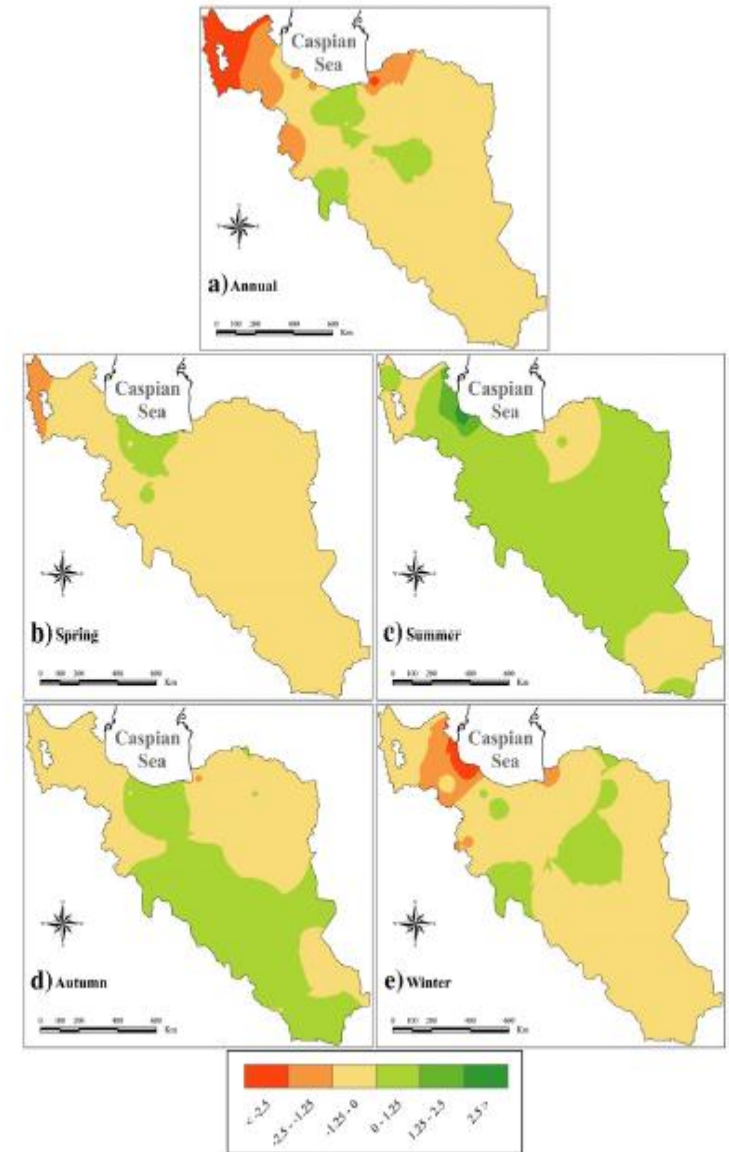 Caspian
Sea
a) Annual
0 100 200 400 600
Km
Caspian
Sea
b) Spring
0 100 200 400 600
Km
Caspian
Sea
c) Summer
0 100 200 400 600
Km
Caspian
Sea
d) Autumn
0 100 200 400 600
Km
Caspian
Sea
e) Winter
0 100 200 400 600
Km
< -2.5
-2.5 - -1.25
-1.25 - 0
0 - 1.25
1.25 - 2.5
2.5 >